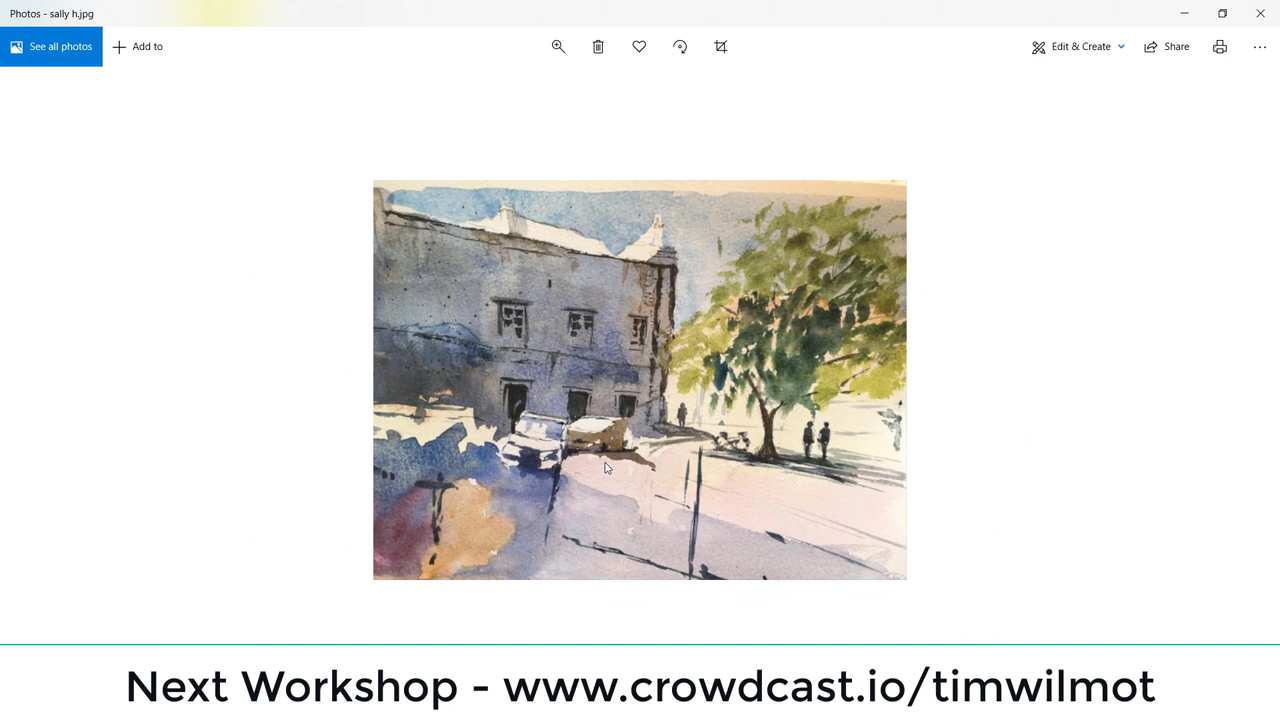 Photos - sally h.jpg
See all photos
Add to
Edit & Create
Share
Next Workshop - www.crowdcast.io/timwilmot